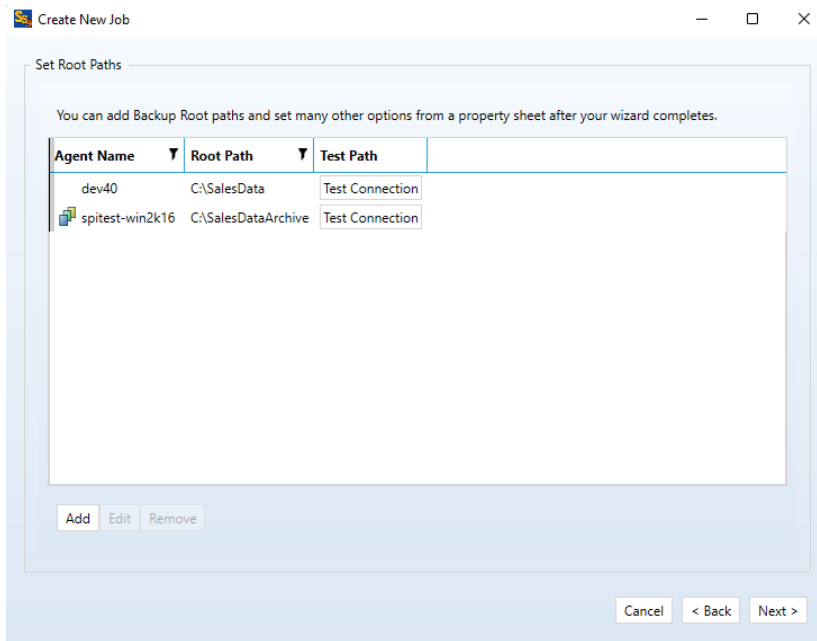 Create New Job
Set Root Paths
You can add Backup Root paths and set many other options from a property sheet after your wizard completes.
Agent Name Root Path Test Path
dev40 C:\SalesData Test Connection
spitest-win2k16 C:\SalesDataArchive Test Connection
Add Edit Remove
Cancel < Back Next >